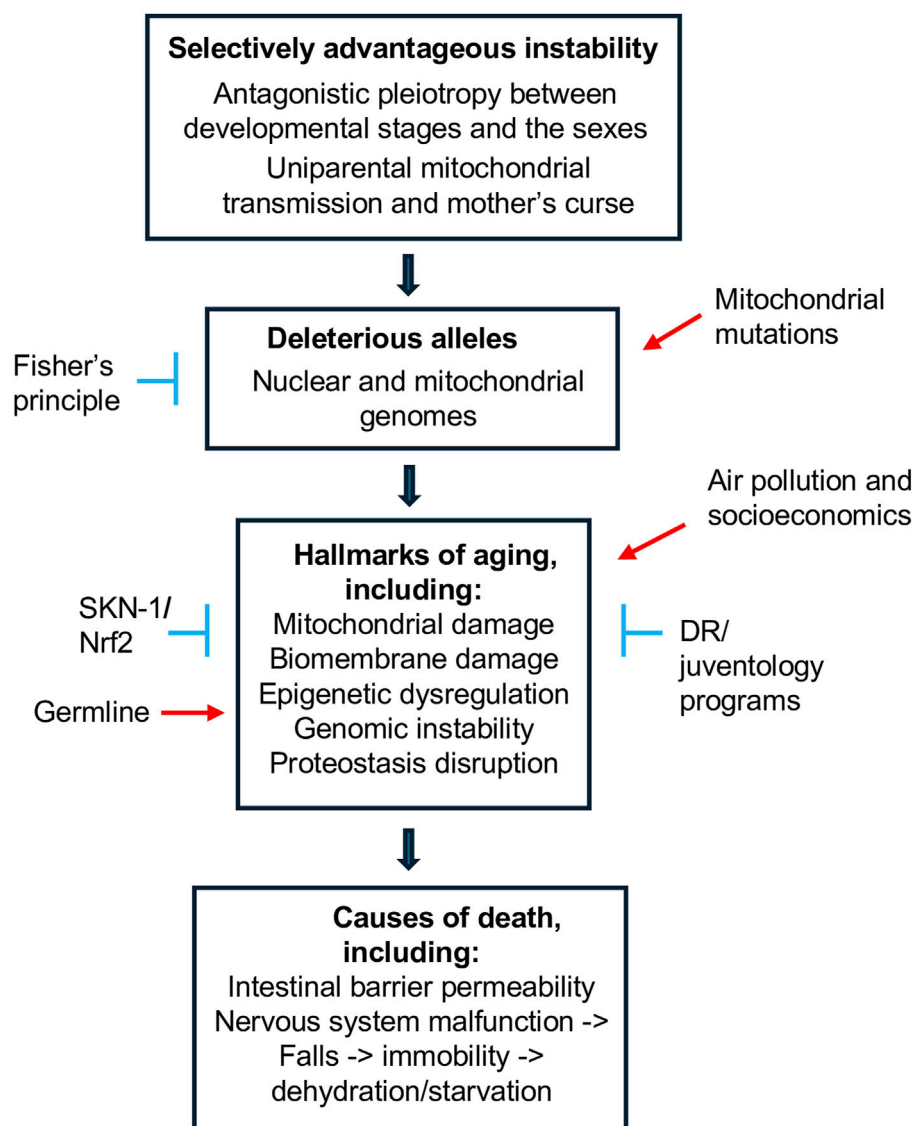 Selectively advantageous instability
Antagonistic pleiotropy between
developmental stages and the sexes
Uniparental mitochondrial
transmission and mother's curse
Mitochondrial
mutations
Deleterious alleles
Nuclear and mitochondrial
genomes
Fisher's
principle
Air pollution and
socioeconomics
Hallmarks of aging,
including:
Mitochondrial damage
Biomembrane damage
Epigenetic dysregulation
Genomic instability
Proteostasis disruption
SKN-1/
Nrf2
Germline
DR/
juventology
programs
Causes of death,
including:
Intestinal barrier permeability
Nervous system malfunction ->
Falls -> immobility ->
dehydration/starvation